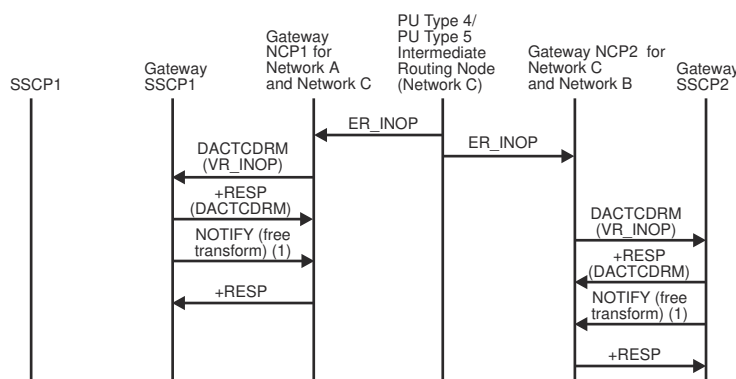 SSCP1
Gateway
SSCP1
Gateway
NCP1 for
Network A
and Network C
PU Type 4/
PU Type 5
Intermediate
Routing Node
(Network C)
Gateway NCP2 for
Network C
and Network B
Gateway
SSCP2
ER_INOP
ER_INOP
DACTCDRM
(VR_INOP)
+RESP
(DACTCDRM)
NOTIFY (free
transform) (1)
+RESP
DACTCDRM
(VR_INOP)
+RESP
(DACTCDRM)
NOTIFY (free
transform) (1)
+RESP